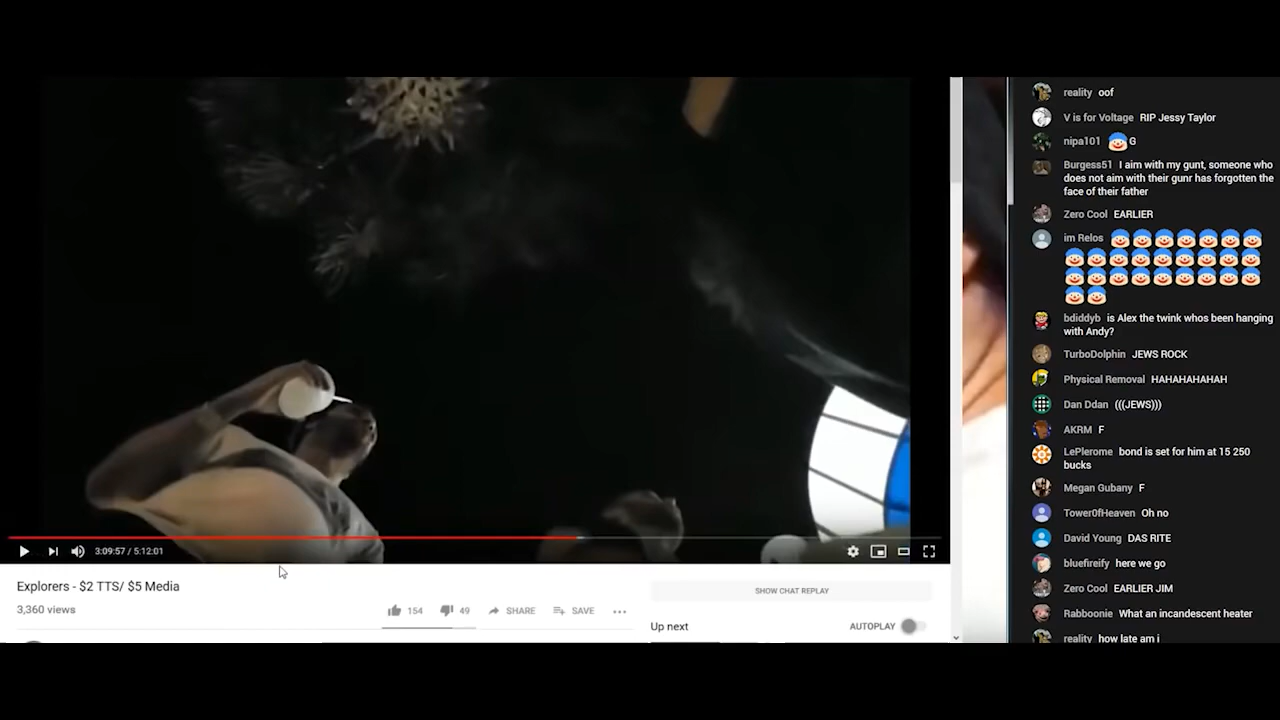 3:09:57 / 5:12:01
Explorers - $2 TTS/ $5 Media
3,360 views
154
49
SHARE
SAVE
SHOW CHAT REPLAY
Up next
AUTOPLAY
reality oof
V is for Voltage RIP Jessy Taylor
nipa101 G
Burgess51 I aim with my gunt, someone who
does not aim with their gunr has forgotten the
face of their father
Zero Cool EARLIER
im Relos
bdiddyb is Alex the twink whos been hanging
with Andy?
TurboDolphin JEWS ROCK
Physical Removal HAHAHAHAHAH
Dan Ddan (((JEWS)))
AKRM F
LePlerome bond is set for him at 15 250
bucks
Megan Gubany F
Tower0fHeaven Oh no
David Young DAS RITE
bluefireify here we go
Zero Cool EARLIER JIM
Rabboonie What an incandescent heater
reality how late am i